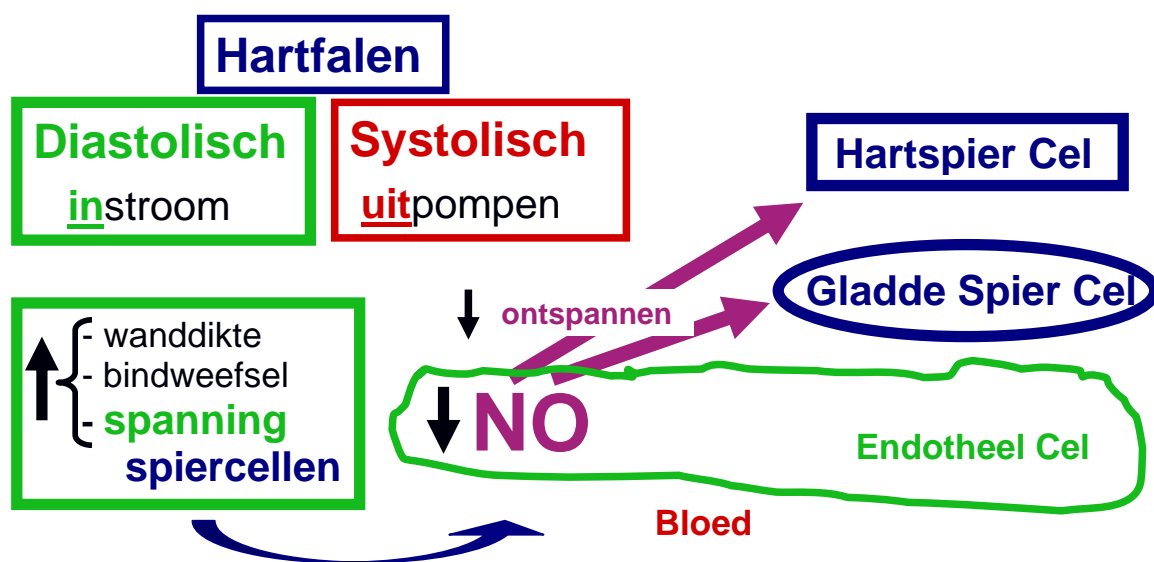 Hartfalen
Diastolisch
instroom
Systolisch
uitpompen
Hartspier Cel
Gladde Spier Cel
ontspannen
- wanddikte
- bindweefsel
- spanning
spiercellen
NO
Endotheel Cel
Bloed